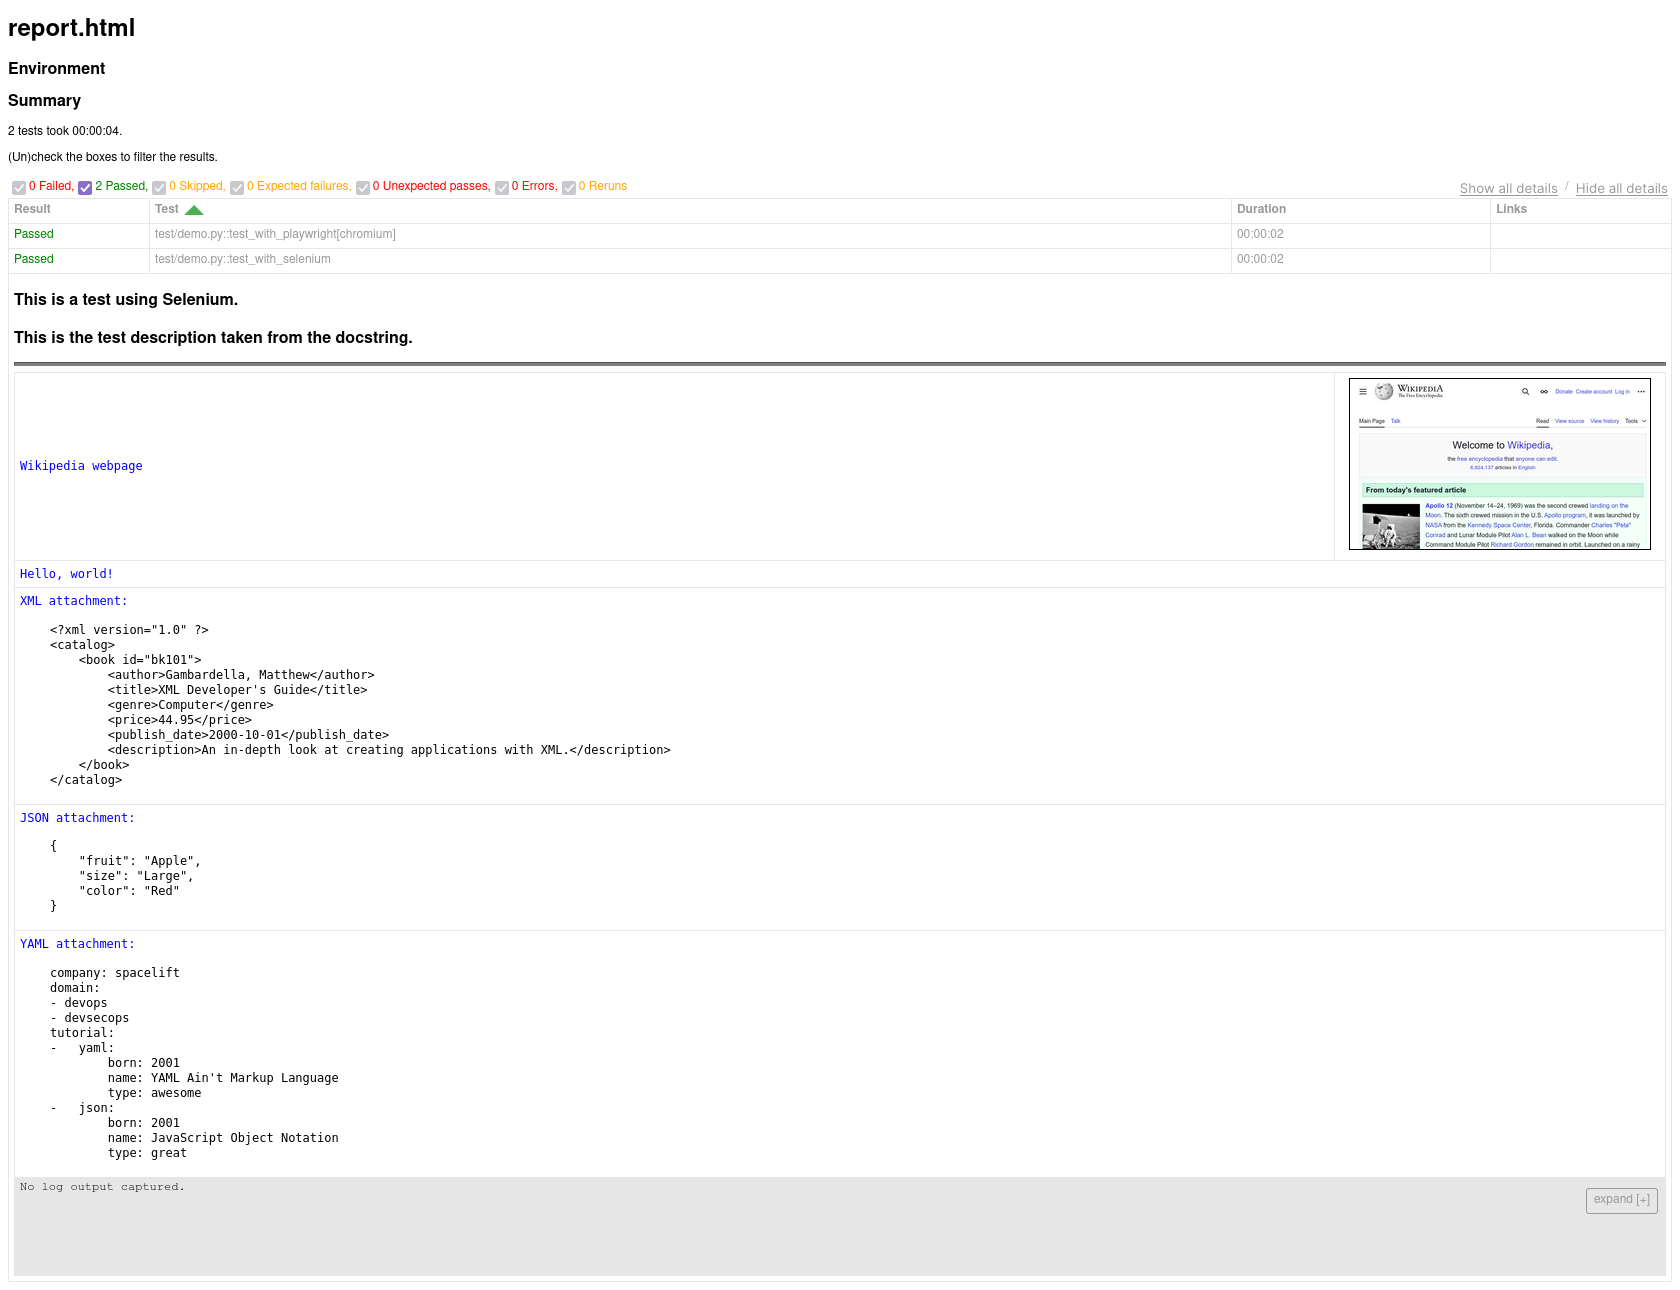 report.html
Environment
Summary
2 tests took 00:00:04.
(Un)check the boxes to filter the results.
0 Failed, 2 Passed, 0 Skipped, 0 Expected failures, 0 Unexpected passes, 0 Errors, 0 Reruns
Show all details / Hide all details
Result Test Duration Links
Passed test/demo.py::test_with_playwright[chromium] 00:00:02
Passed test/demo.py::test_with_selenium 00:00:02
This is a test using Selenium.
This is the test description taken from the docstring.
Wikipedia webpage
WIKIPEDIA
The Free Encyclopedia
Donate Create account Log in
Main Page Talk Read View source View history Tools
Welcome to Wikipedia,
the free encyclopedia that anyone can edit.
6,924,137 articles in English
From today's featured article
Apollo 12 (November 14–24, 1969) was the second crewed landing on the
Moon. The sixth crewed mission in the U.S. Apollo program, it was launched by
NASA from the Kennedy Space Center, Florida. Commander Charles "Pete"
Conrad and Lunar Module Pilot Alan L. Bean walked on the Moon while
Command Module Pilot Richard Gordon remained in orbit. Launched on a rainy
Hello, world!
XML attachment:
<?xml version="1.0" ?>
<catalog>
    <book id="bk101">
        <author>Gambardella, Matthew</author>
        <title>XML Developer's Guide</title>
        <genre>Computer</genre>
        <price>44.95</price>
        <publish_date>2000-10-01</publish_date>
        <description>An in-depth look at creating applications with XML.</description>
    </book>
</catalog>
JSON attachment:
{
    "fruit": "Apple",
    "size": "Large",
    "color": "Red"
}
YAML attachment:
company: spacelift
domain:
- devops
- devsecops
tutorial:
-   yaml:
        born: 2001
        name: YAML Ain't Markup Language
        type: awesome
-   json:
        born: 2001
        name: JavaScript Object Notation
        type: great
No log output captured.
expand [+]